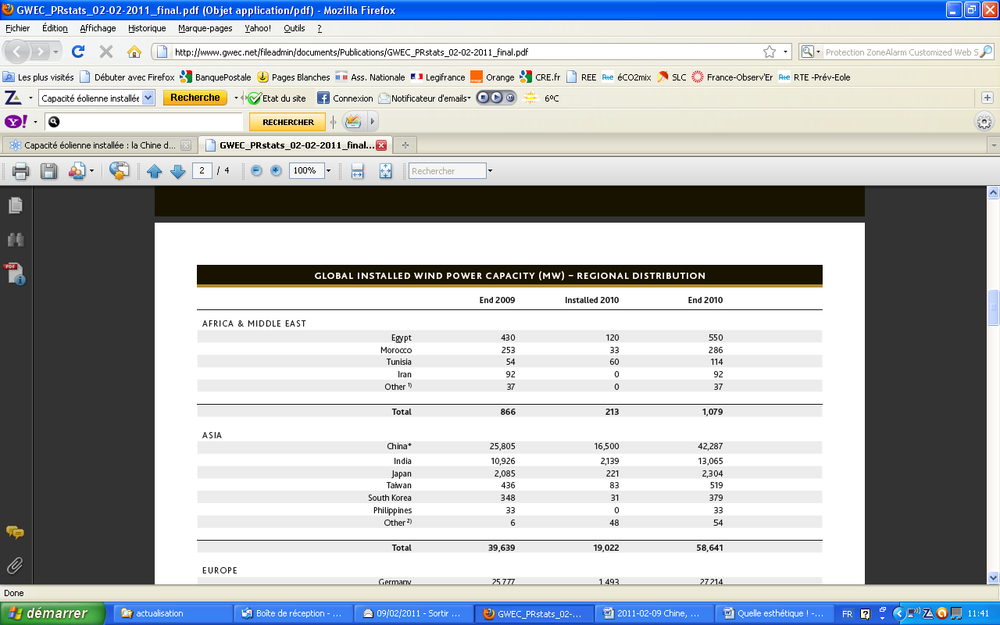 GWEC_PRstats_02-02-2011_final.pdf (Objet application/pdf) - Mozilla Firefox
Fichier Édition Affichage Historique Marque-pages Yahoo! Outils ?
http://www.gwec.net/fileadmin/documents/Publications/GWEC_PRstats_02-02-2011_final.pdf Protection ZoneAlarm Customized Web S
Les plus visités Débuter avec Firefox BanquePostale Pages Blanches Ass. Nationale Legifrance Orange CRE.fr REE éCO2mix SLC France-Observ'Er RTE -Prév-Eole
Capacité éolienne installée Recherche Etat du site Connexion Notificateur d'emails 6°C
Y! RECHERCHER
Capacité éolienne installée : la Chine d... GWEC_PRstats_02-02-2011_final...
2 / 4 100% Rechercher
GLOBAL INSTALLED WIND POWER CAPACITY (MW) – REGIONAL DISTRIBUTION
End 2009 Installed 2010 End 2010
AFRICA & MIDDLE EAST
Egypt 430 120 550
Morocco 253 33 286
Tunisia 54 60 114
Iran 92 0 92
Other 1) 37 0 37
Total 866 213 1,079
ASIA
China* 25,805 16,500 42,287
India 10,926 2,139 13,065
Japan 2,085 221 2,304
Taiwan 436 83 519
South Korea 348 31 379
Philippines 33 0 33
Other 2) 6 48 54
Total 39,639 19,022 58,641
EUROPE
Germany 25,777 1,493 27,214
Done
démarrer actualisation Boîte de réception - ... 09/02/2011 - Sortir ... GWEC_PRstats_02-... 2011-02-09 Chine, ... Quelle esthétique ! -... FR 11:41